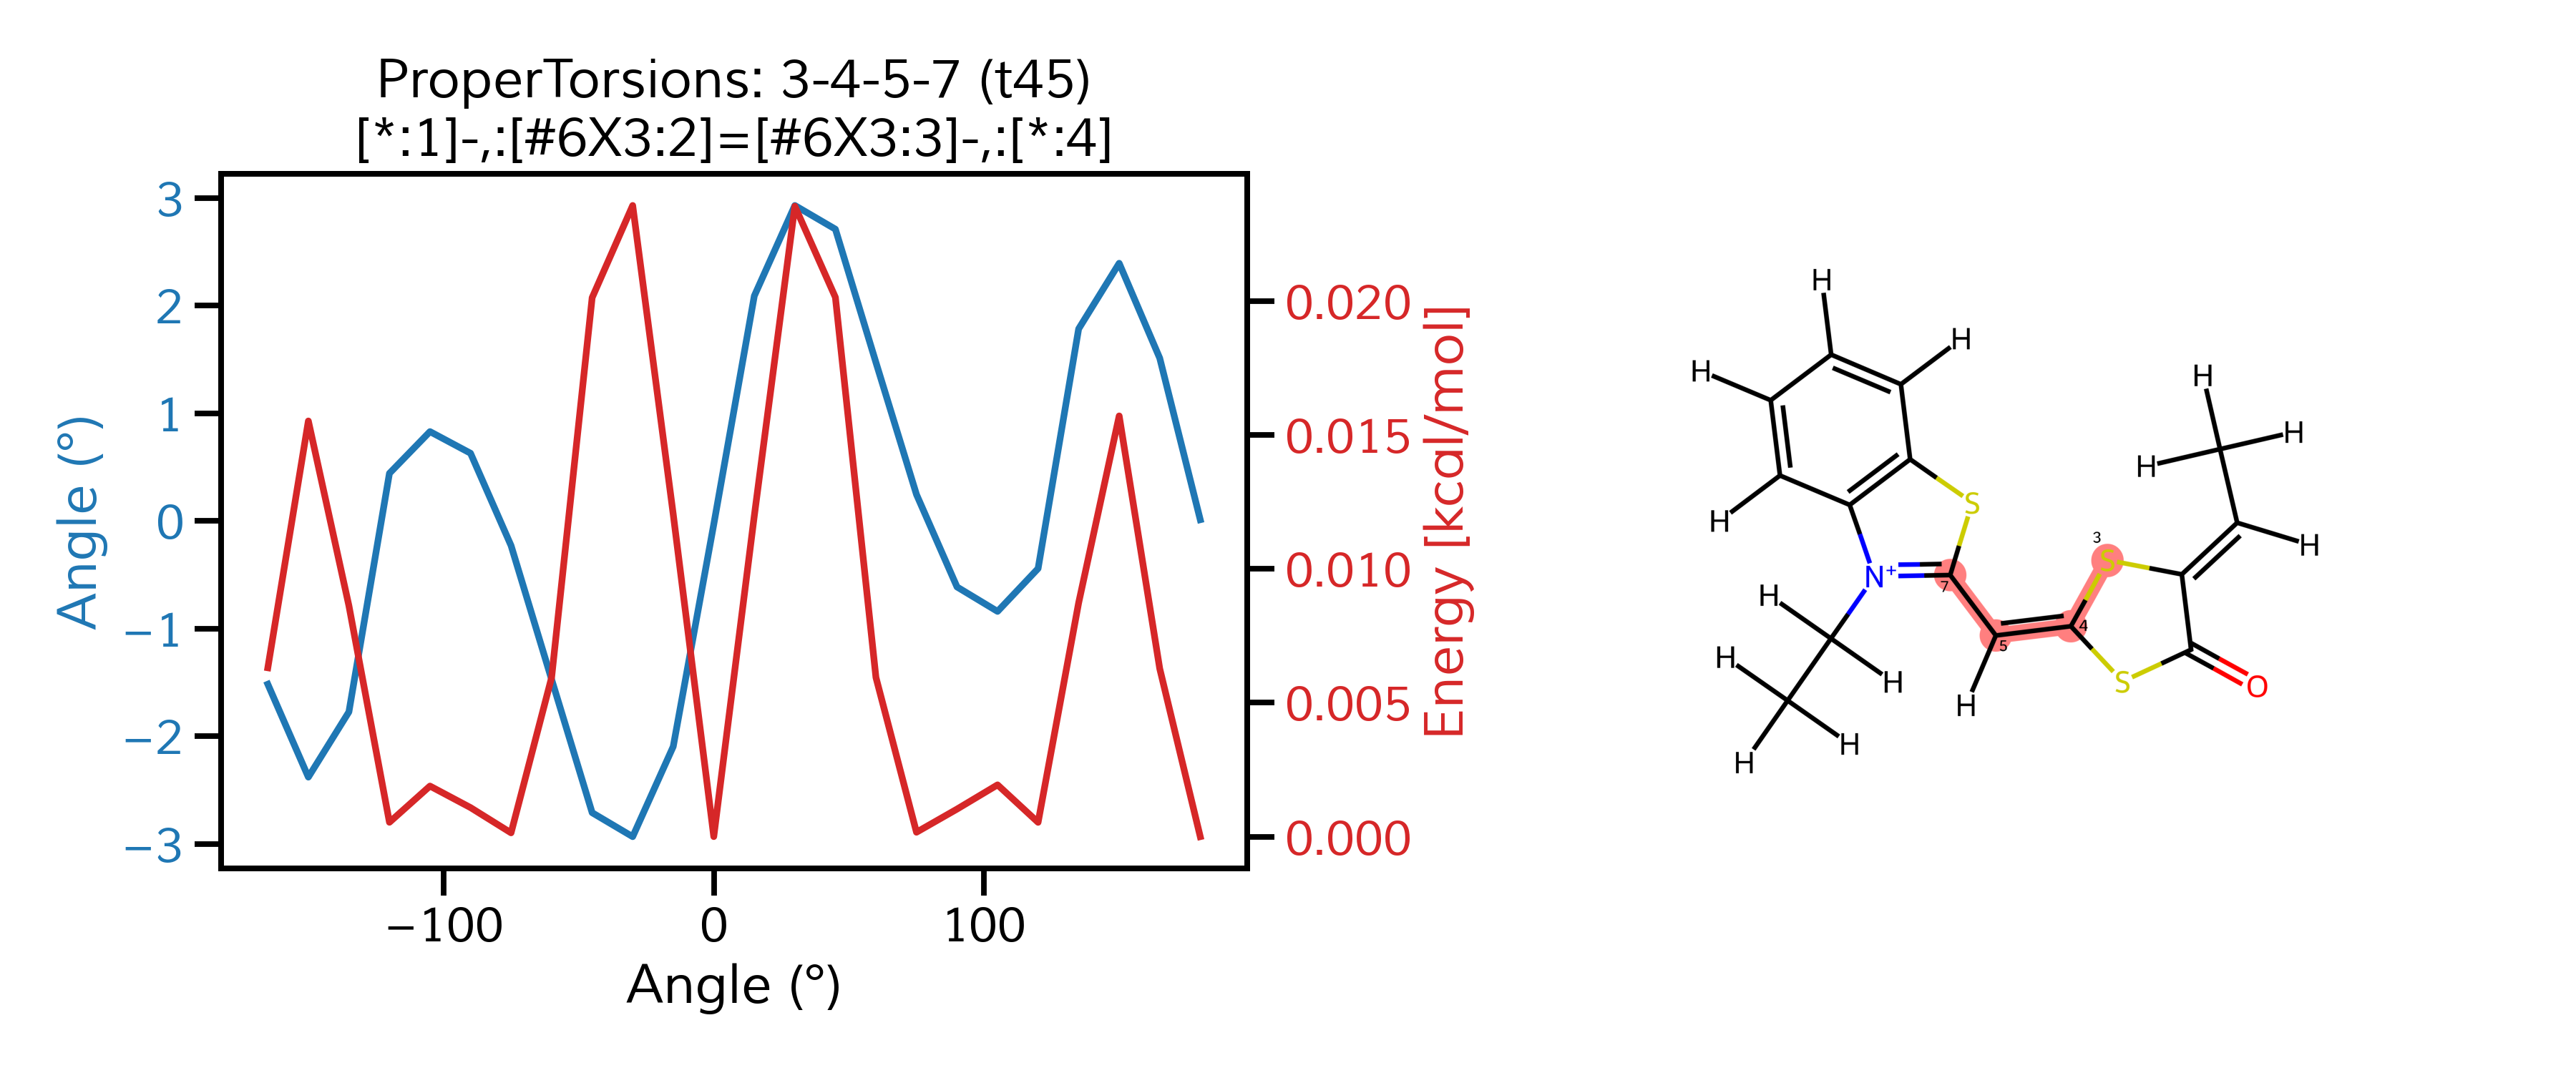 ProperTorsions: 3-4-5-7 (t45)
[*:1]-,:[#6X3:2]=[#6X3:3]-,:[*:4]
3
2
1
0
−1
−2
−3
Angle (°)
−100
0
100
Angle (°)
0.020
0.015
0.010
0.005
0.000
Energy [kcal/mol]
H
H
H
H
H
H
H
S
3
S
H
N+
7
H
4
5
H
S
O
H
H
H
H
H